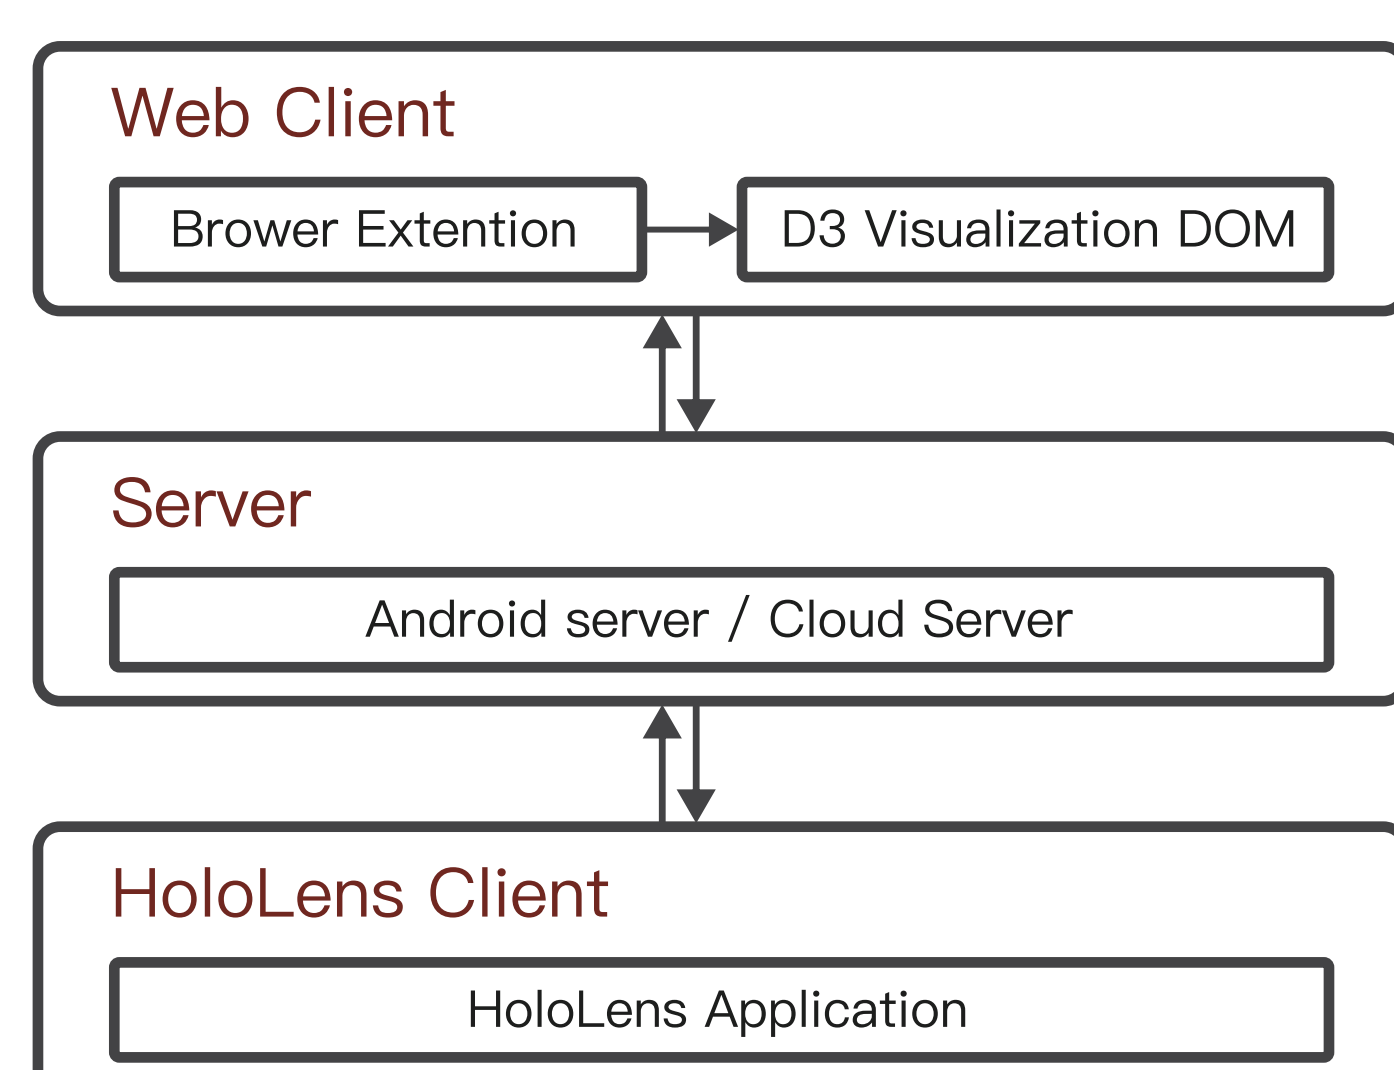 Web Client
Brower Extention
D3 Visualization DOM
Server
Android server / Cloud Server
HoloLens Client
HoloLens Application